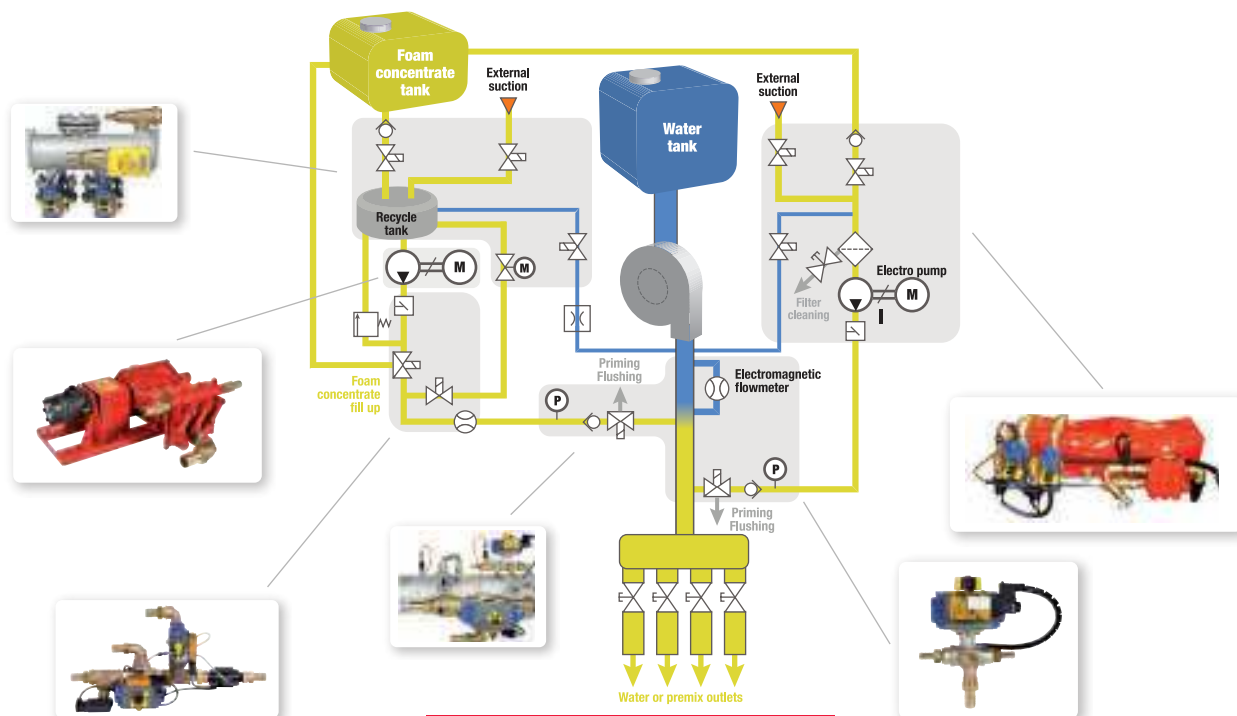 Foam
concentrate
tank
External
suction
Water
tank
External
suction
Recycle
tank
M
M
Electro pump
M
Filter
cleaning
Priming
Flushing
Electromagnetic
flowmeter
Foam
concentrate
fill up
P
P
Priming
Flushing
Water or premix outlets